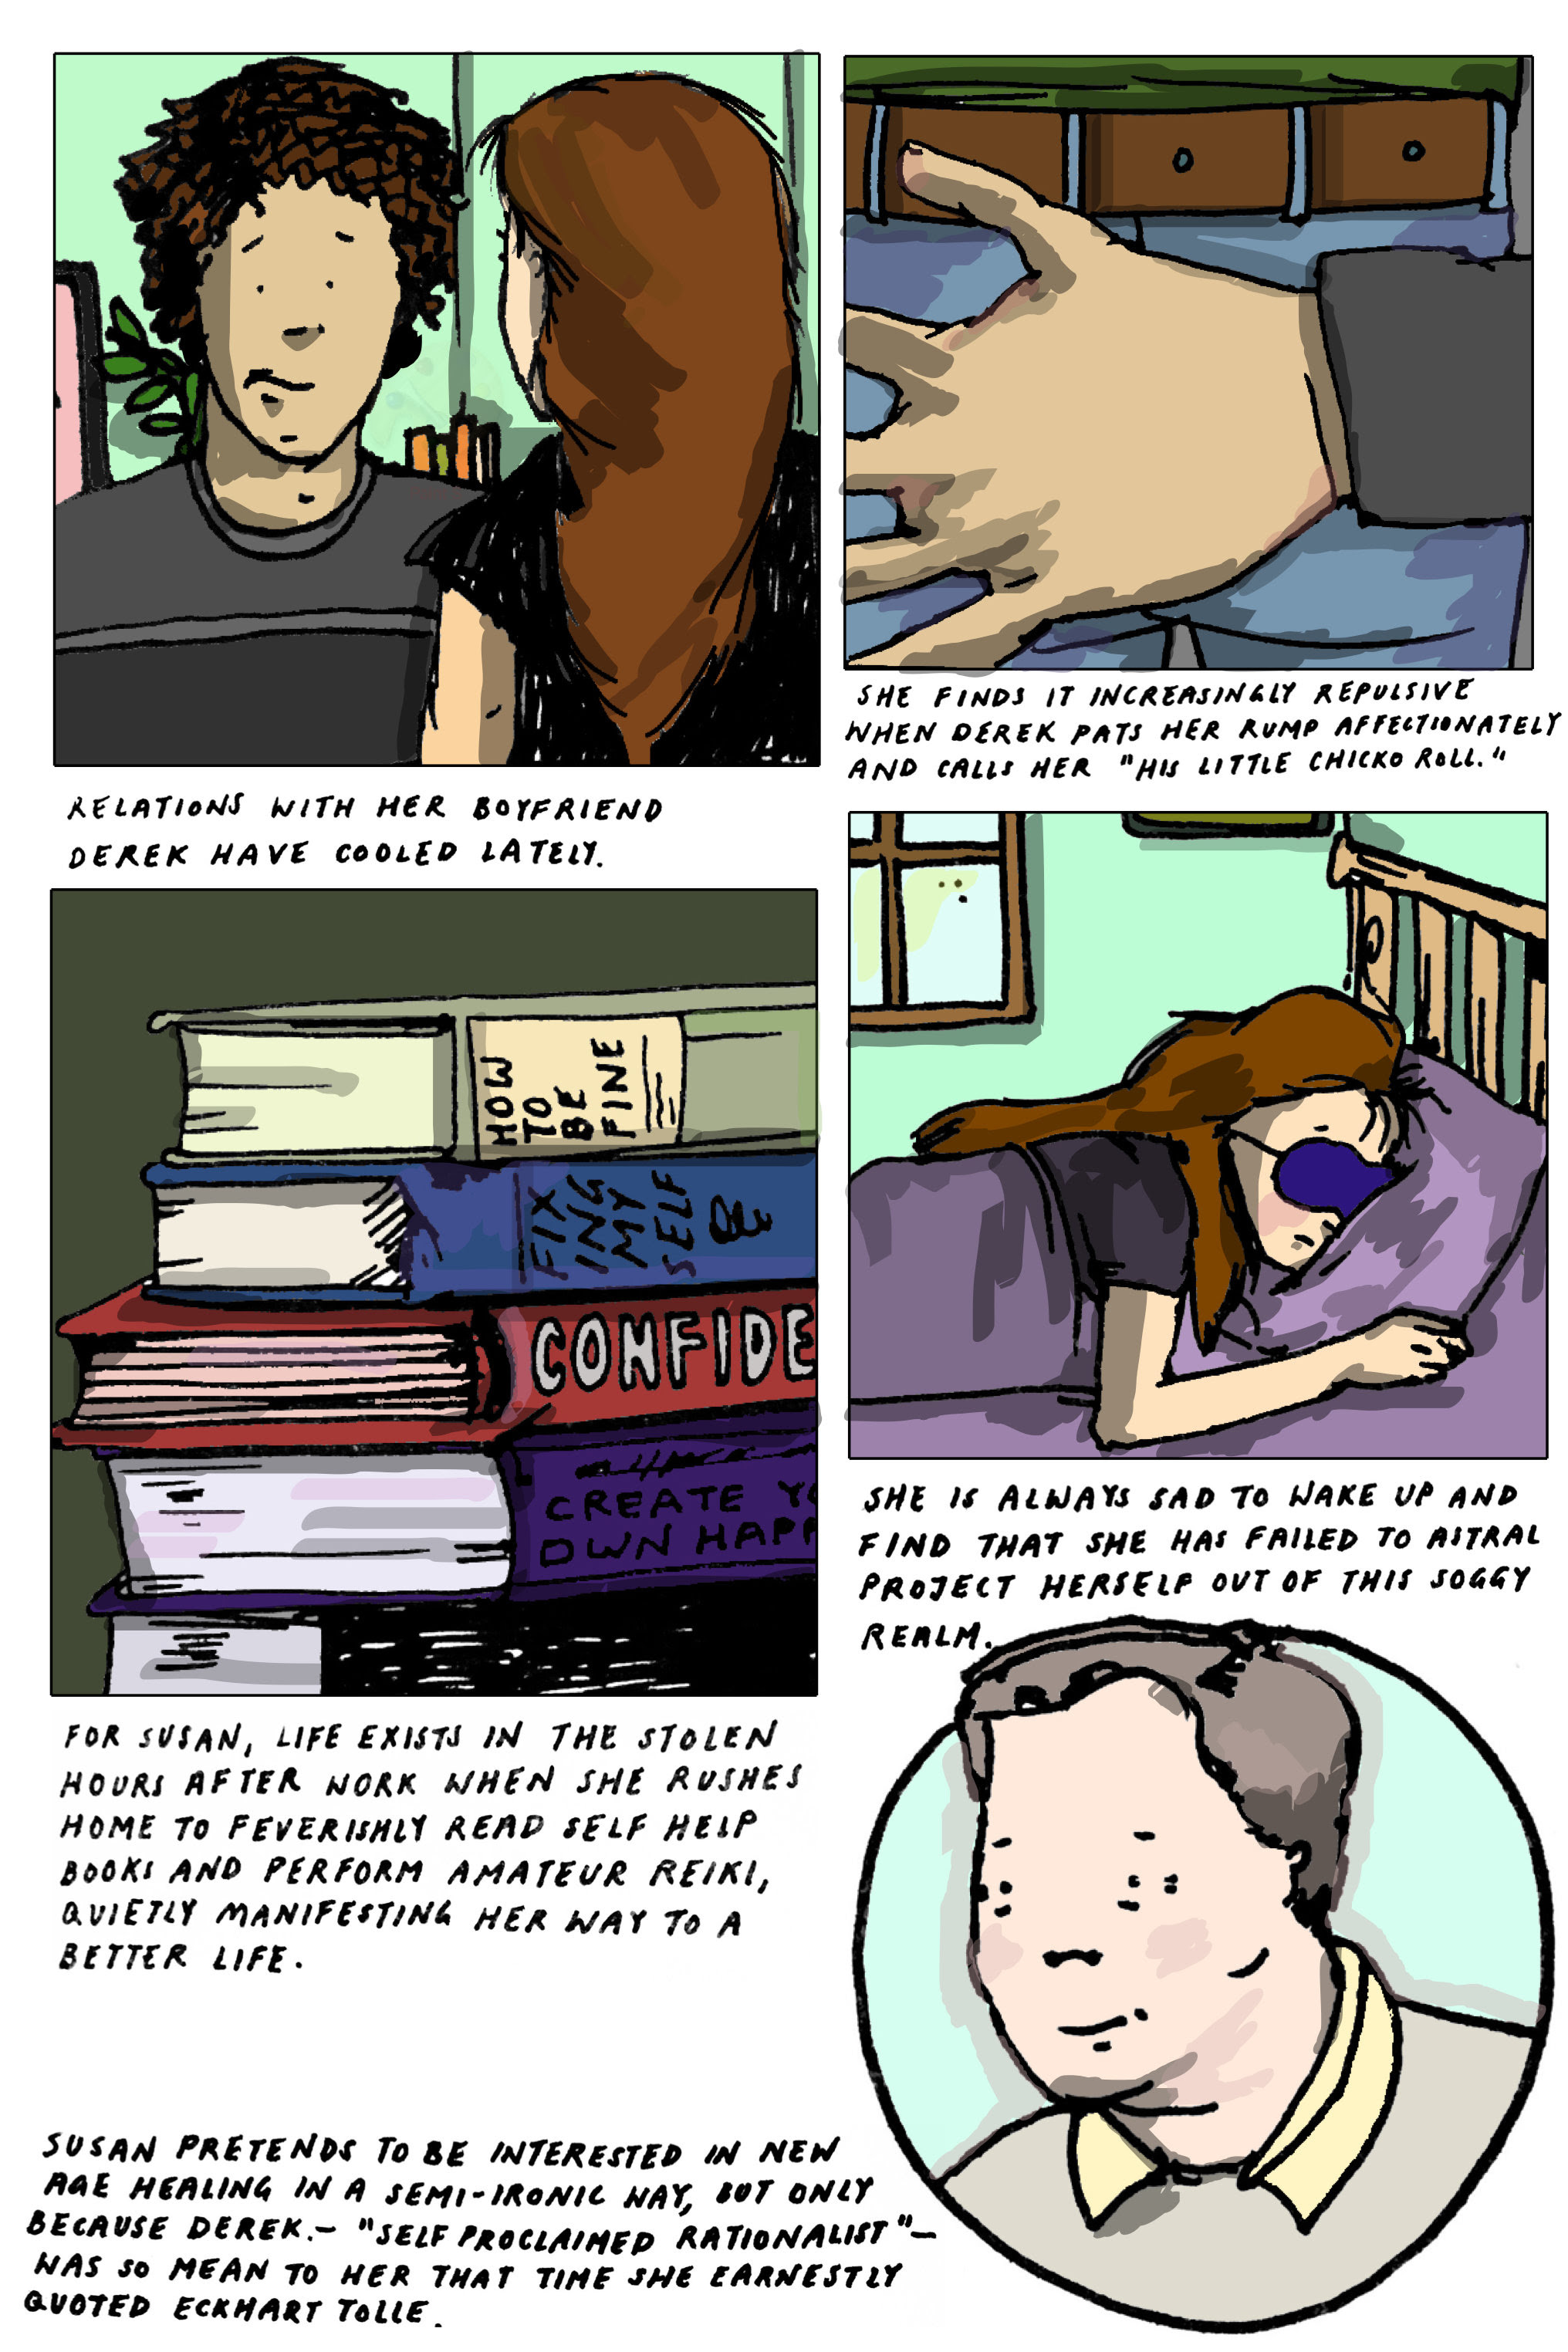 RELATIONS WITH HER BOYFRIEND
DEREK HAVE COOLED LATELY.
SHE FINDS IT INCREASINGLY REPULSIVE
WHEN DEREK PATS HER RUMP AFFECTIONATELY
AND CALLS HER "HIS LITTLE CHICKO ROLL."
HOW
TO
BE
FINE
FIX
ING
MY
SELF
CONFIDE
CREATE YO
OWN HAPP
FOR SUSAN, LIFE EXISTS IN THE STOLEN
HOURS AFTER WORK WHEN SHE RUSHES
HOME TO FEVERISHLY READ SELF HELP
BOOKS AND PERFORM AMATEUR REIKI,
QUIETLY MANIFESTING HER WAY TO A
BETTER LIFE.
SHE IS ALWAYS SAD TO WAKE UP AND
FIND THAT SHE HAS FAILED TO ASTRAL
PROJECT HERSELF OUT OF THIS SOGGY
REALM.
SUSAN PRETENDS TO BE INTERESTED IN NEW
AGE HEALING IN A SEMI-IRONIC WAY, BUT ONLY
BECAUSE DEREK.— "SELF PROCLAIMED RATIONALIST"—
WAS SO MEAN TO HER THAT TIME SHE EARNESTLY
QUOTED ECKHART TOLLE.